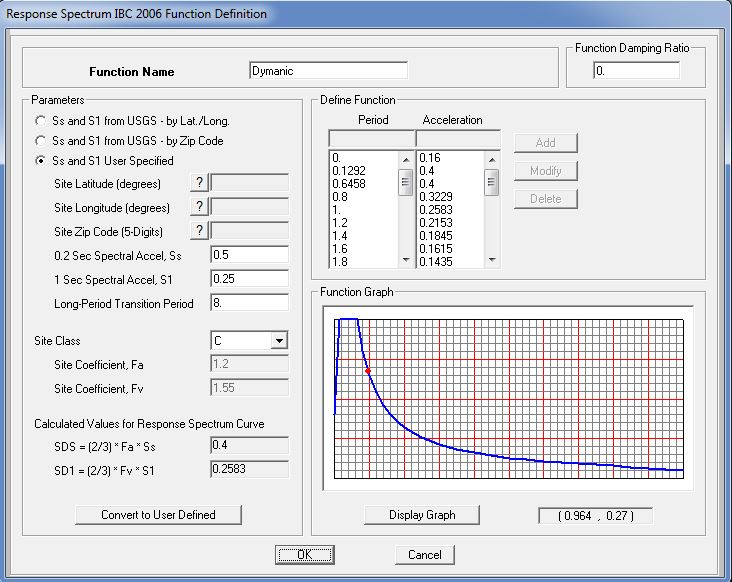 Response Spectrum IBC 2006 Function Definition
Function Name
Dymanic
Function Damping Ratio
0.
Parameters
Ss and S1 from USGS - by Lat./Long.
Ss and S1 from USGS - by Zip Code
Ss and S1 User Specified
Site Latitude (degrees) ?
Site Longitude (degrees) ?
Site Zip Code (5-Digits) ?
0.2 Sec Spectral Accel, Ss 0.5
1 Sec Spectral Accel, S1 0.25
Long-Period Transition Period 8.
Site Class C
Site Coefficient, Fa 1.2
Site Coefficient, Fv 1.55
Calculated Values for Response Spectrum Curve
SDS = (2/3) * Fa * Ss 0.4
SD1 = (2/3) * Fv * S1 0.2583
Convert to User Defined
Define Function
Period Acceleration
0. 0.16
0.1292 0.4
0.6458 0.4
0.8 0.3229
1. 0.2583
1.2 0.2153
1.4 0.1845
1.6 0.1615
1.8 0.1435
Add
Modify
Delete
Function Graph
Display Graph
( 0.964 , 0.27 )
OK
Cancel